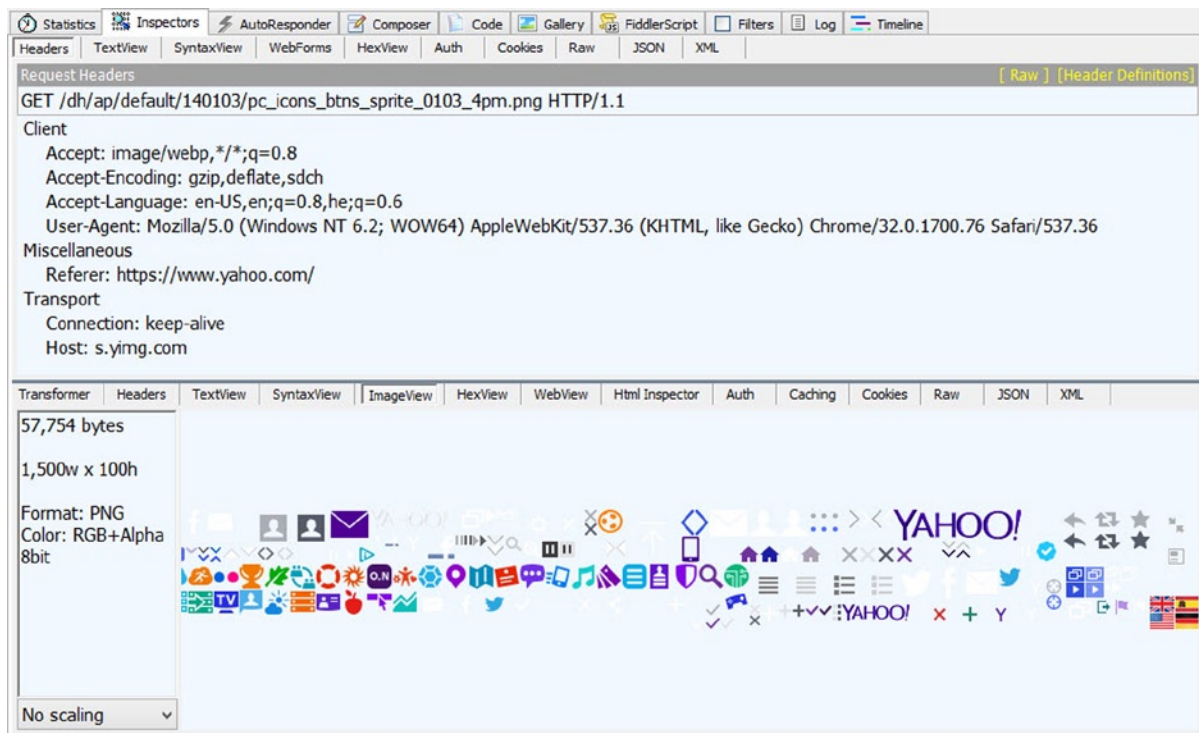 Statistics Inspectors AutoResponder Composer Code Gallery FiddlerScript Filters Log Timeline
Headers TextView SyntaxView WebForms HexView Auth Cookies Raw JSON XML
Request Headers [ Raw ] [Header Definitions]
GET /dh/ap/default/140103/pc_icons_btns_sprite_0103_4pm.png HTTP/1.1
Client
Accept: image/webp,*/*;q=0.8
Accept-Encoding: gzip,deflate,sdch
Accept-Language: en-US,en;q=0.8,he;q=0.6
User-Agent: Mozilla/5.0 (Windows NT 6.2; WOW64) AppleWebKit/537.36 (KHTML, like Gecko) Chrome/32.0.1700.76 Safari/537.36
Miscellaneous
Referer: https://www.yahoo.com/
Transport
Connection: keep-alive
Host: s.yimg.com
Transformer Headers TextView SyntaxView ImageView HexView WebView Html Inspector Auth Caching Cookies Raw JSON XML
57,754 bytes
1,500w x 100h
Format: PNG
Color: RGB+Alpha
8bit
YAHOO! YAHOO!
O.N
TV YAHOO! Y
No scaling